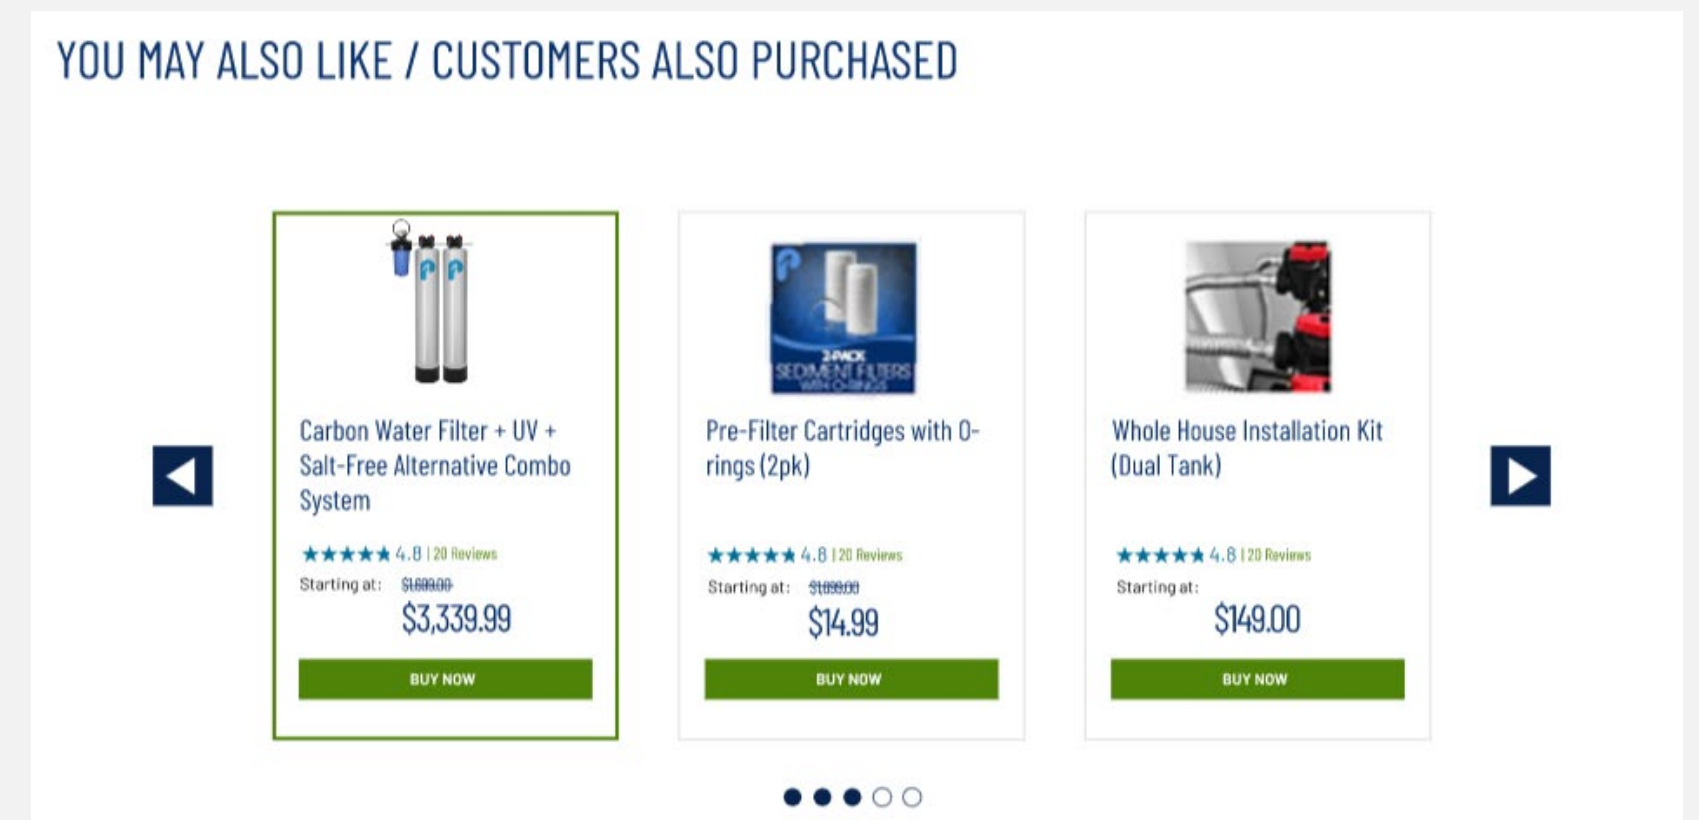 YOU MAY ALSO LIKE / CUSTOMERS ALSO PURCHASED
2-PACK
SEDIMENT FILTERS
WITH O-RINGS
Carbon Water Filter + UV +
Salt-Free Alternative Combo
System
Pre-Filter Cartridges with O-
rings (2pk)
Whole House Installation Kit
(Dual Tank)
4.8 | 20 Reviews
4.8 | 20 Reviews
4.8 | 20 Reviews
Starting at:
$3,339.99
Starting at:
$14.99
Starting at:
$149.00
BUY NOW
BUY NOW
BUY NOW